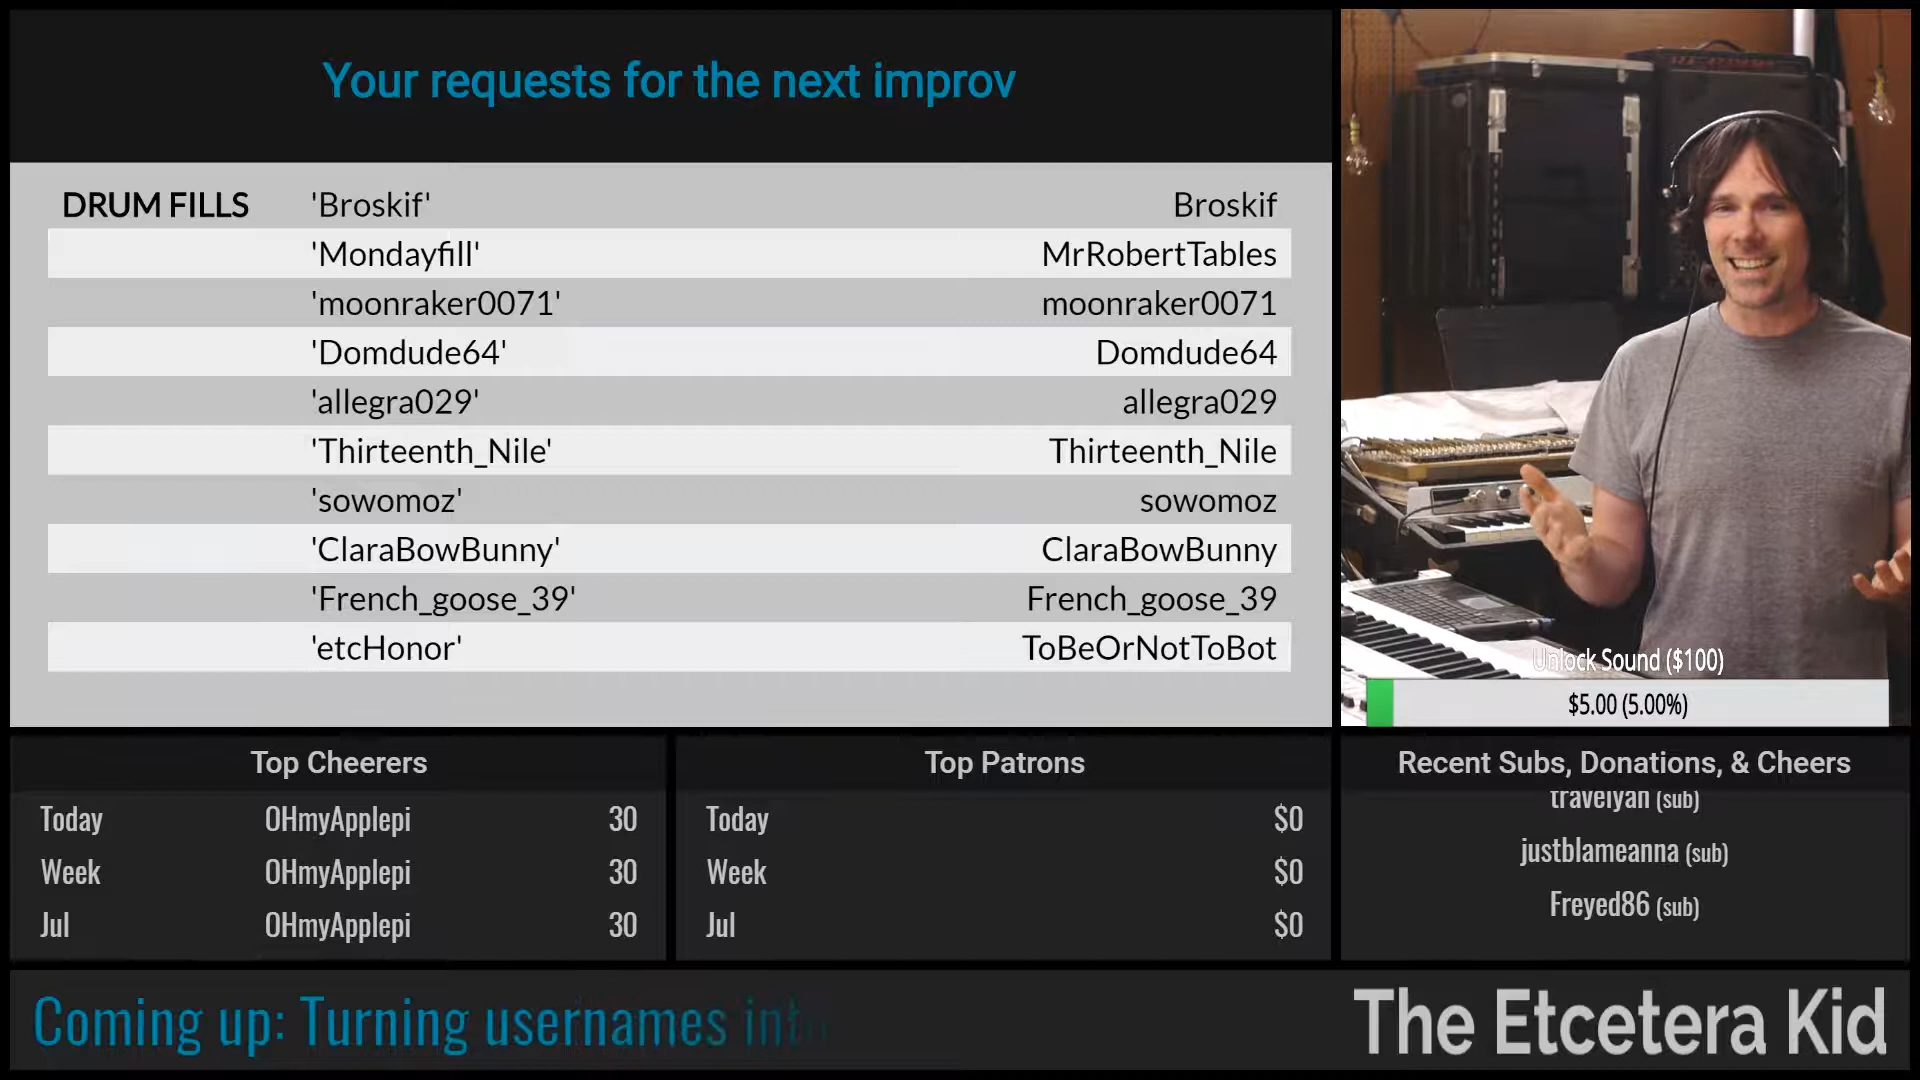 Your requests for the next improv
DRUM FILLS 'Broskif' Broskif
'Mondayfill' MrRobertTables
'moonraker0071' moonraker0071
'Domdude64' Domdude64
'allegra029' allegra029
'Thirteenth_Nile' Thirteenth_Nile
'sowomoz' sowomoz
'ClaraBowBunny' ClaraBowBunny
'French_goose_39' French_goose_39
'etcHonor' ToBeOrNotToBot
Unlock Sound ($100)
$5.00 (5.00%)
Top Cheerers
Today OHmyApplepi 30
Week OHmyApplepi 30
Jul OHmyApplepi 30
Top Patrons
Today $0
Week $0
Jul $0
Recent Subs, Donations, & Cheers
travelyan (sub)
justblameanna (sub)
Freyed86 (sub)
Coming up: Turning usernames into
The Etcetera Kid